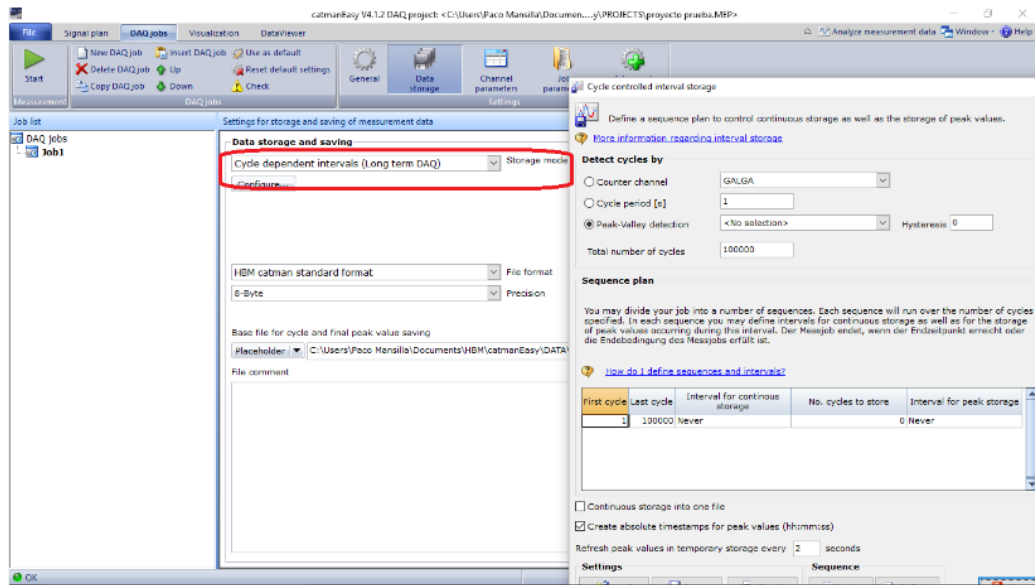 catmanEasy V4.1.2 DAQ project: <C:\Users\Paco Mansilla\Documen....y\PROJECTS\proyecto prueba.MEP>
File Signal plan DAQ jobs Visualization DataViewer Analyze measurement data Window Help
Start
New DAQ job Insert DAQ job Use as default
Delete DAQ job Up Reset default settings
Copy DAQ job Down Check
General
Data storage
Channel parameters
Measurement DAQ jobs Settings
Job list
DAQ jobs
Job1
Settings for storage and saving of measurement data
Data storage and saving
Cycle dependent intervals (Long term DAQ) Storage mode
Configure...
HBM catman standard format File format
8-Byte Precision
Base file for cycle and final peak value saving
Placeholder C:\Users\Paco Mansilla\Documents\HBM\catmanEasy\DATA\
File comment
OK
Cycle controlled interval storage
Define a sequence plan to control continuous storage as well as the storage of peak values.
More information regarding interval storage
Detect cycles by
Counter channel GALGA
Cycle period [s] 1
Peak-Valley detection <No selection> Hysteresis 0
Total number of cycles 100000
Sequence plan
You may divide your job into a number of sequences. Each sequence will run over the number of cycles
specified. In each sequence you may define intervals for continuous storage as well as for the storage
of peak values occurring during this interval. Der Messjob endet, wenn der Endzeitpunkt erreicht oder
die Endebedingung des Messjobs erfüllt ist.
How do I define sequences and intervals?
First cycle Last cycle Interval for continous storage No. cycles to store Interval for peak storage
1 100000 Never 0 Never
Continuous storage into one file
Create absolute timestamps for peak values (hh:mm:ss)
Refresh peak values in temporary storage every 2 seconds
Settings Sequence